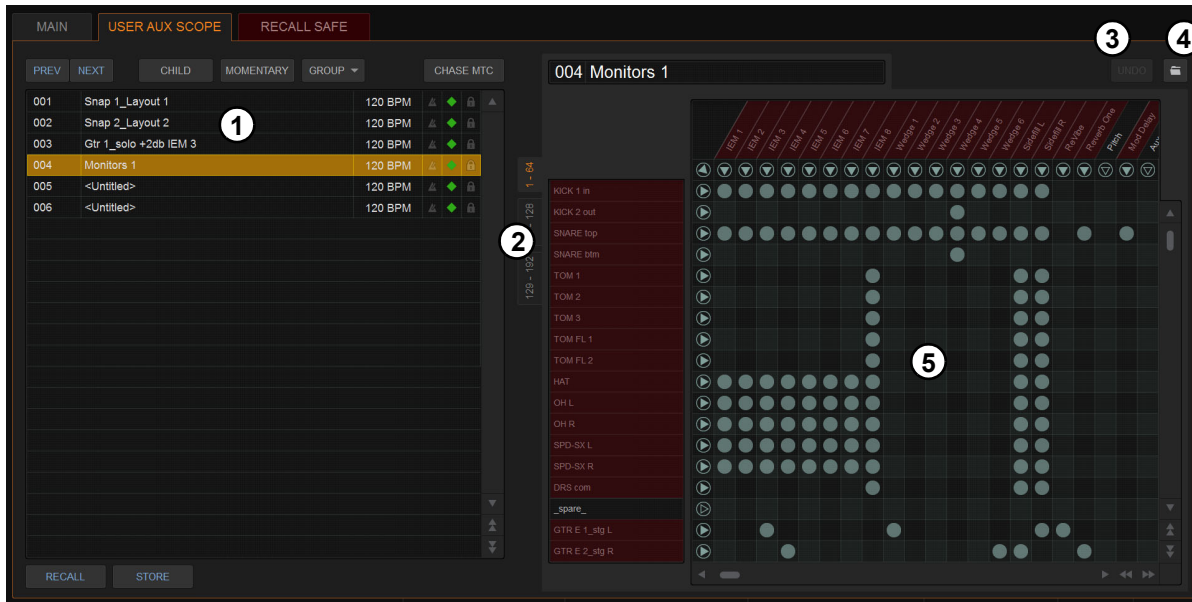 MAIN USER AUX SCOPE RECALL SAFE
3 4
PREV NEXT CHILD MOMENTARY GROUP CHASE MTC
004 Monitors 1
UNDO
001 Snap 1_Layout 1 120 BPM
002 Snap 2_Layout 2 120 BPM
003 Gtr 1_solo +2db IEM 3 120 BPM
004 Monitors 1 120 BPM
005 <Untitled> 120 BPM
006 <Untitled> 120 BPM
1
1 - 64
128
129 - 192
2
IEM 1 IEM 2 IEM 3 IEM 4 IEM 5 IEM 6 IEM 7 IEM 8 Wedge 1 Wedge 2 Wedge 3 Wedge 4 Wedge 5 Wedge 6 Sidefill L Sidefill R ReVibe Reverb One Pitch Mod Delay
KICK 1 in
KICK 2 out
SNARE top
SNARE btm
TOM 1
TOM 2
TOM 3
TOM FL 1
TOM FL 2
5
HAT
OH L
OH R
SPD-SX L
SPD-SX R
DRS com
_spare_
GTR E 1_stg L
GTR E 2_stg R
RECALL STORE